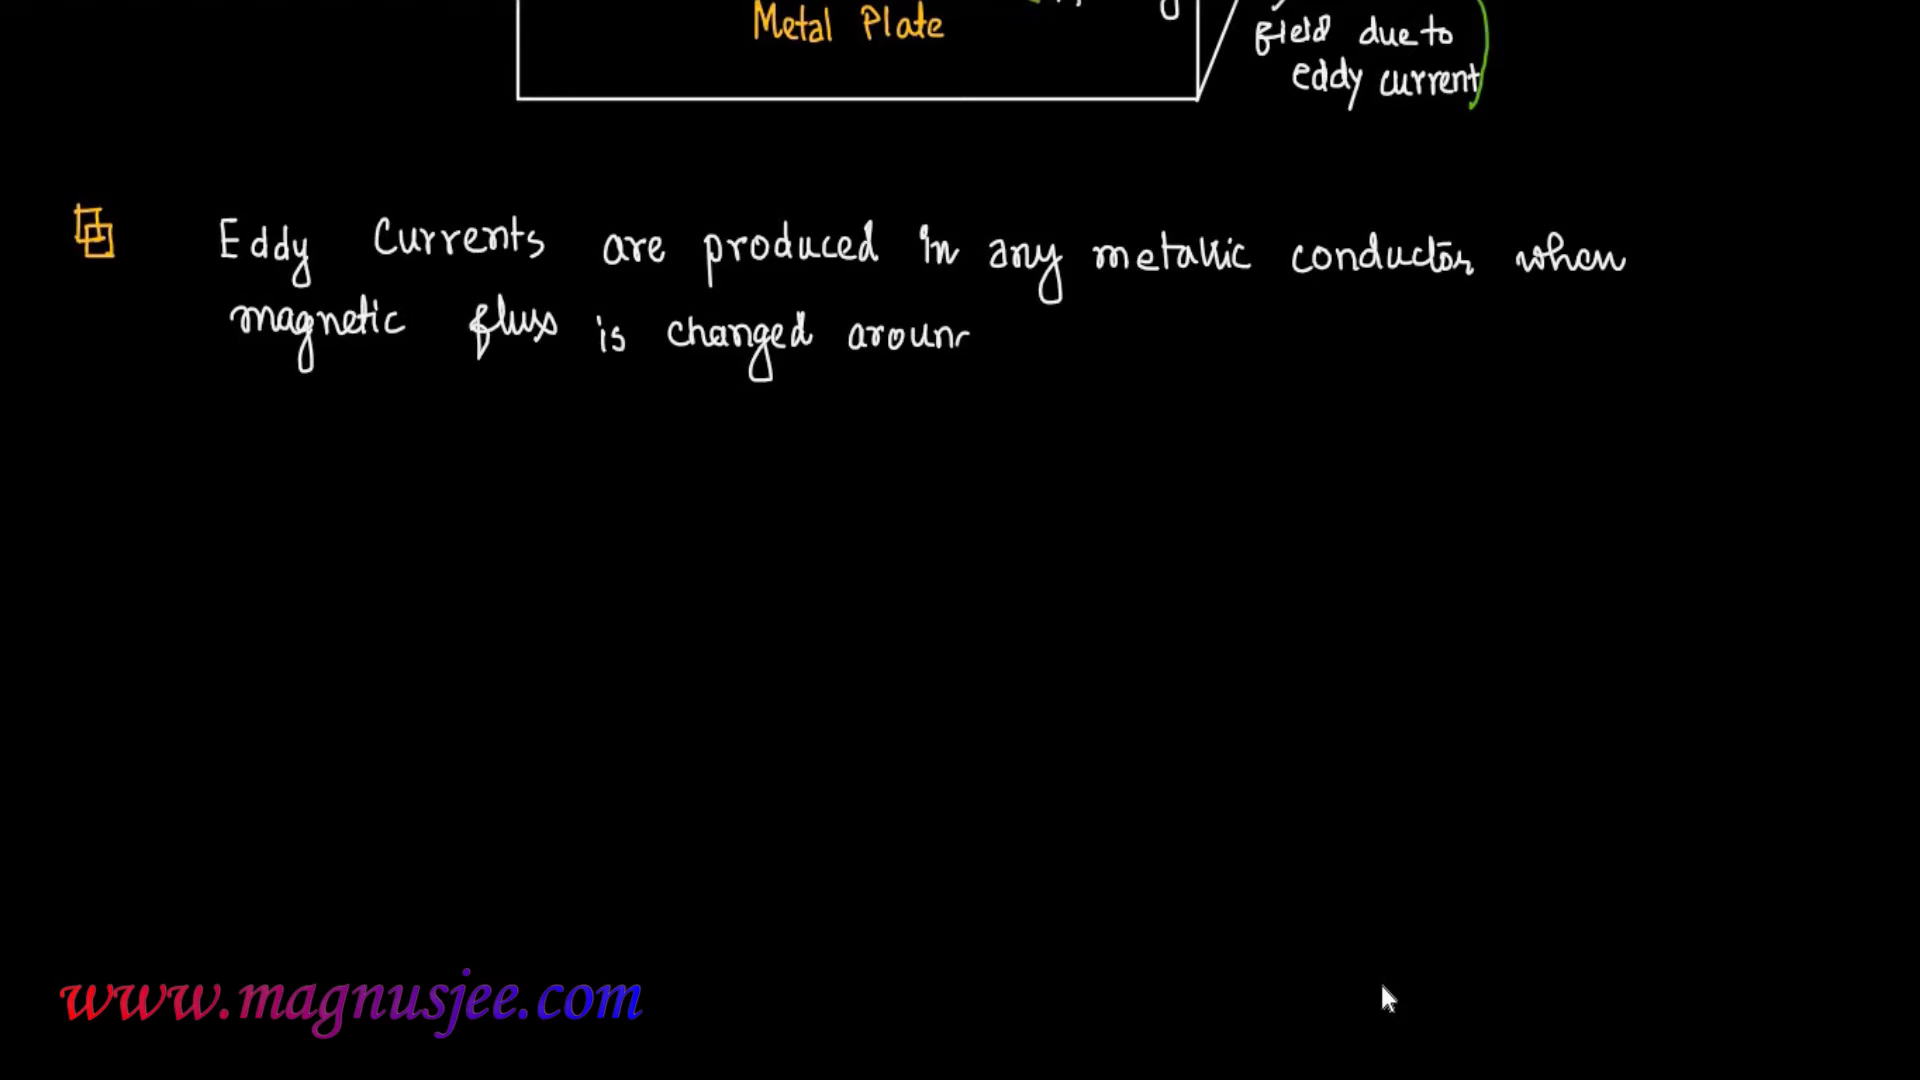 Metal Plate
field due to
eddy current
Eddy Currents are produced in any metallic conductor when
magnetic flux is changed aroun
www.magnusjee.com